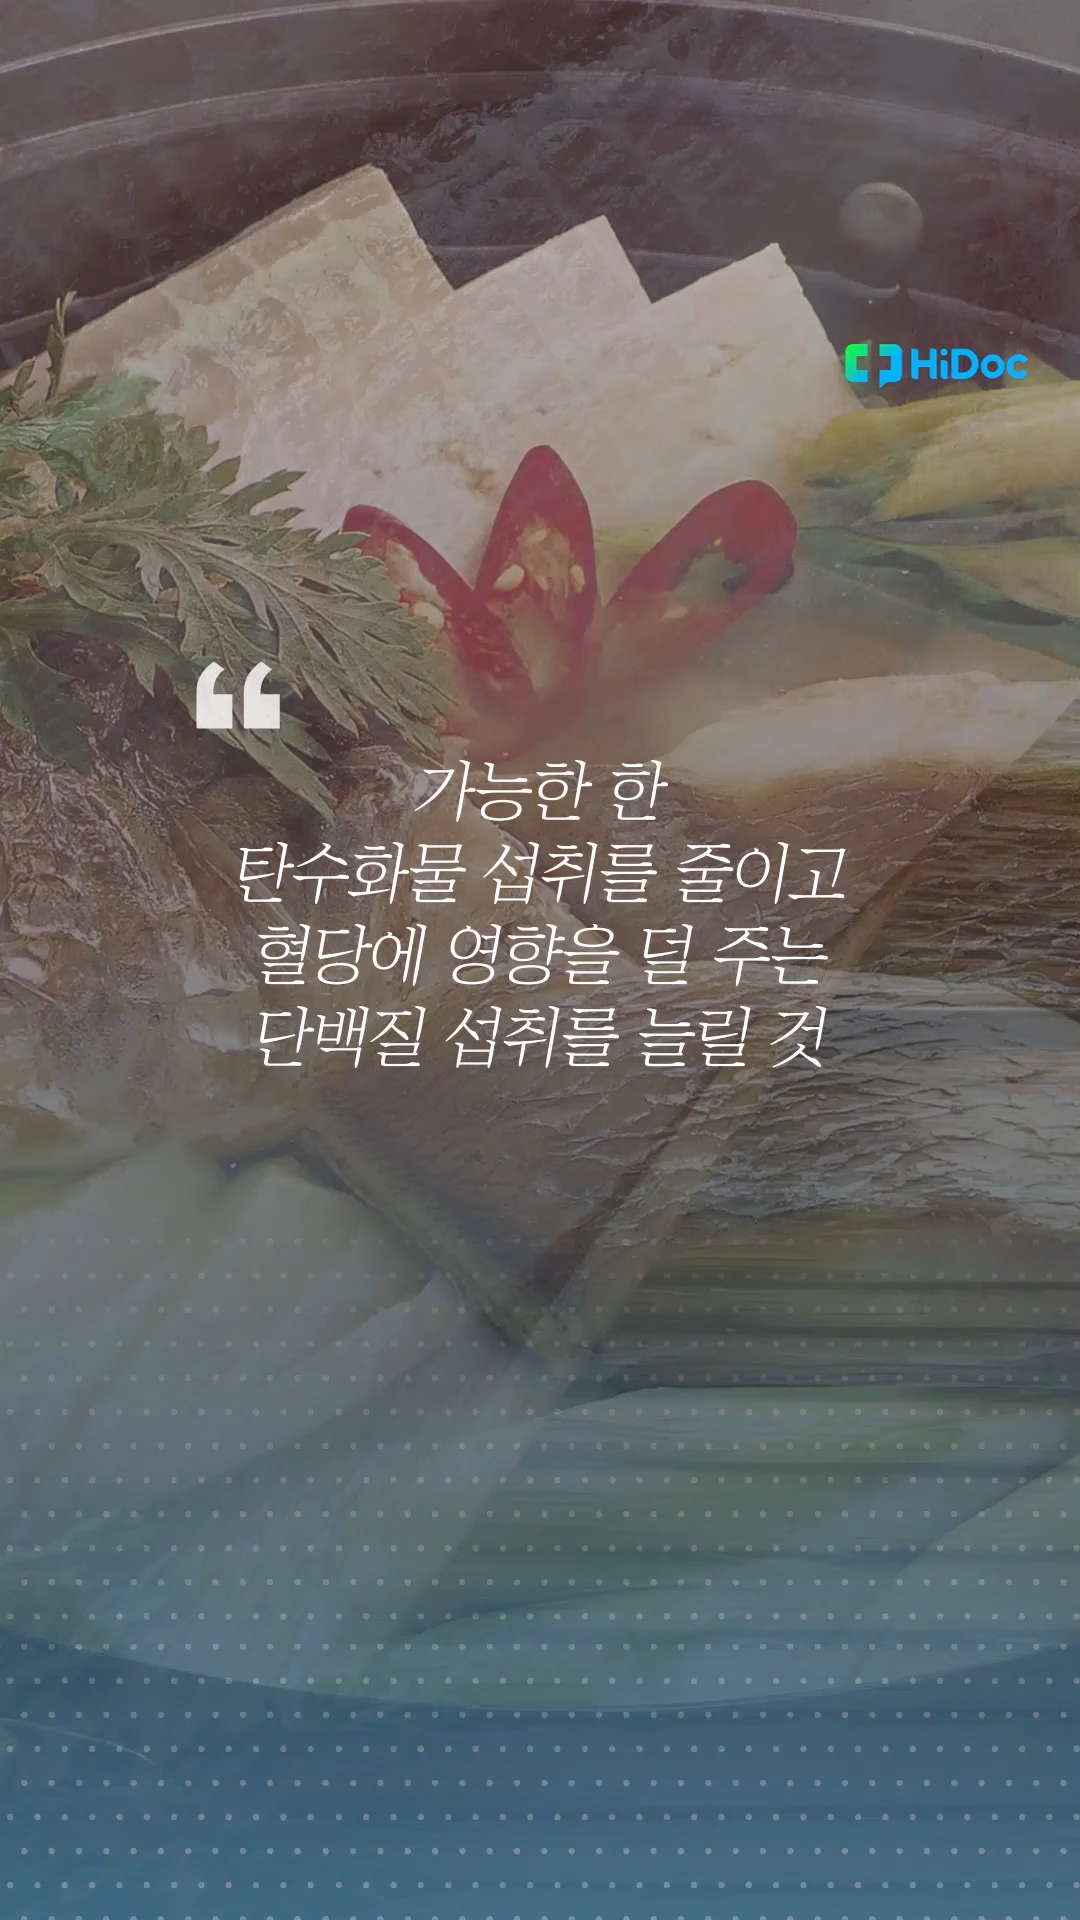 HiDoc
“
가능한 한
탄수화물 섭취를 줄이고
혈당에 영향을 덜 주는
단백질 섭취를 늘릴 것